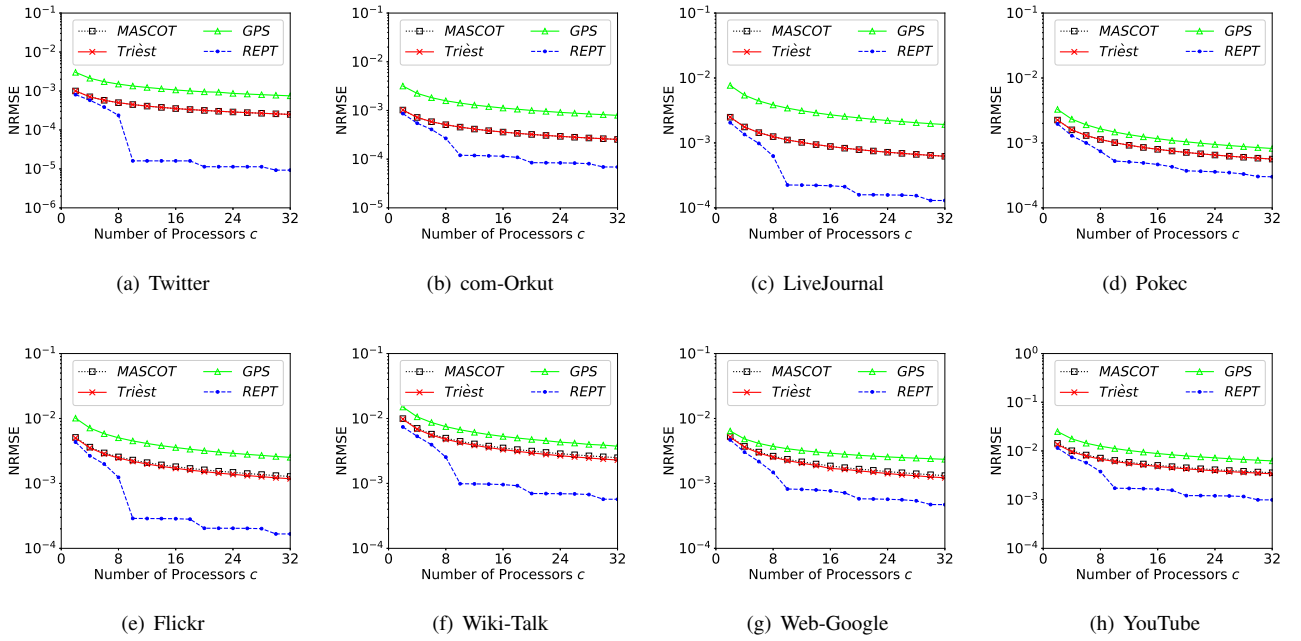 10⁻¹
10⁻²
10⁻³
10⁻⁴
10⁻⁵
10⁻⁶
NRMSE
MASCOT
Trièst
GPS
REPT
0 8 16 24 32
Number of Processors c
(a) Twitter
10⁻¹
10⁻²
10⁻³
10⁻⁴
10⁻⁵
NRMSE
MASCOT
Trièst
GPS
REPT
0 8 16 24 32
Number of Processors c
(b) com-Orkut
10⁻¹
10⁻²
10⁻³
10⁻⁴
NRMSE
MASCOT
Trièst
GPS
REPT
0 8 16 24 32
Number of Processors c
(c) LiveJournal
10⁻¹
10⁻²
10⁻³
10⁻⁴
NRMSE
MASCOT
Trièst
GPS
REPT
0 8 16 24 32
Number of Processors c
(d) Pokec
10⁻¹
10⁻²
10⁻³
10⁻⁴
NRMSE
MASCOT
Trièst
GPS
REPT
0 8 16 24 32
Number of Processors c
(e) Flickr
10⁻¹
10⁻²
10⁻³
10⁻⁴
NRMSE
MASCOT
Trièst
GPS
REPT
0 8 16 24 32
Number of Processors c
(f) Wiki-Talk
10⁻¹
10⁻²
10⁻³
10⁻⁴
NRMSE
MASCOT
Trièst
GPS
REPT
0 8 16 24 32
Number of Processors c
(g) Web-Google
10⁰
10⁻¹
10⁻²
10⁻³
10⁻⁴
NRMSE
MASCOT
Trièst
GPS
REPT
0 8 16 24 32
Number of Processors c
(h) YouTube